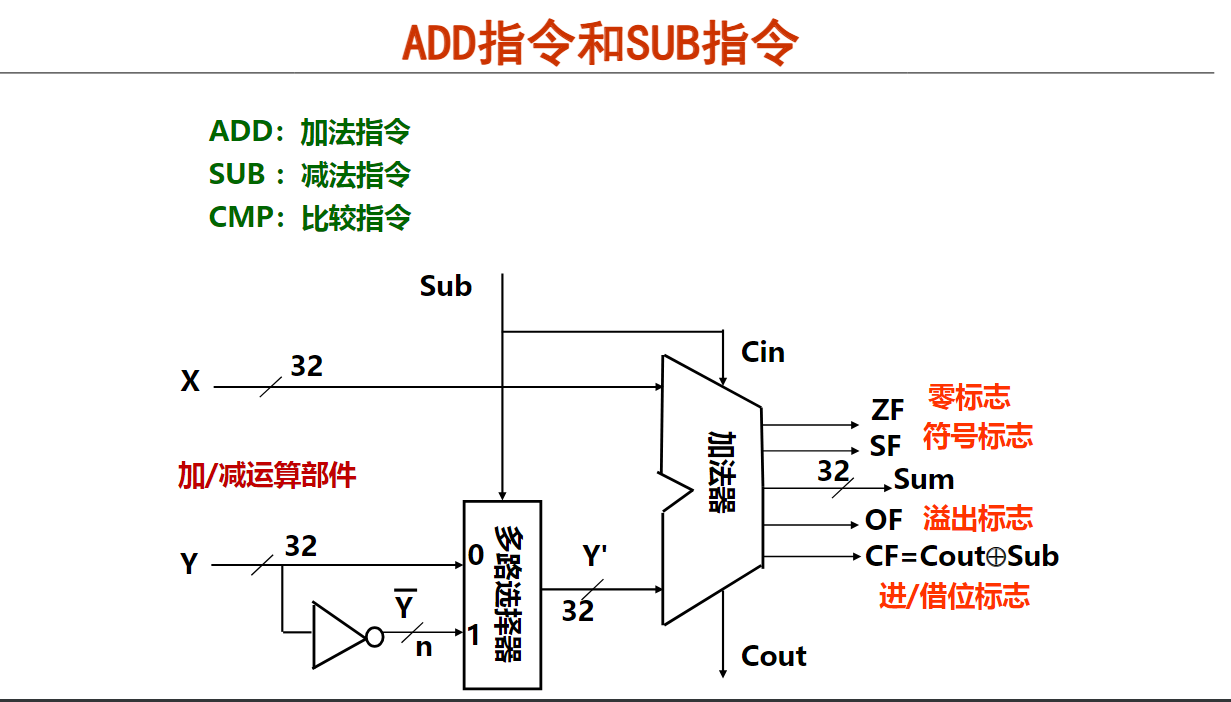 ADD指令和SUB指令
ADD：加法指令
SUB ：减法指令
CMP：比较指令
Sub
Cin
32
X
ZF 零标志
SF 符号标志
加法器
32
Sum
加/减运算部件
OF 溢出标志
32
Y
0
多路选择器
Y'
32
CF=Cout⊕Sub
进/借位标志
Y̅
n
1
Cout